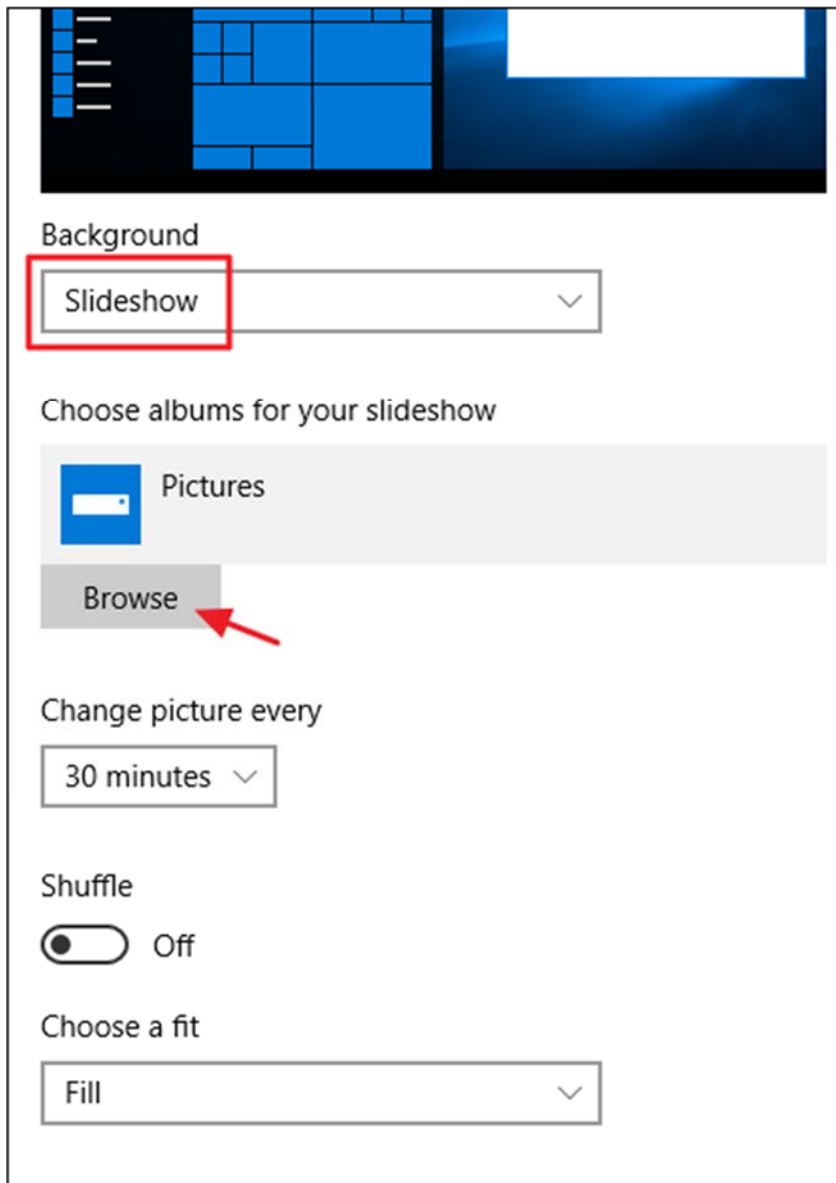 Background
Slideshow
Choose albums for your slideshow
Pictures
Browse
Change picture every
30 minutes
Shuffle
Off
Choose a fit
Fill